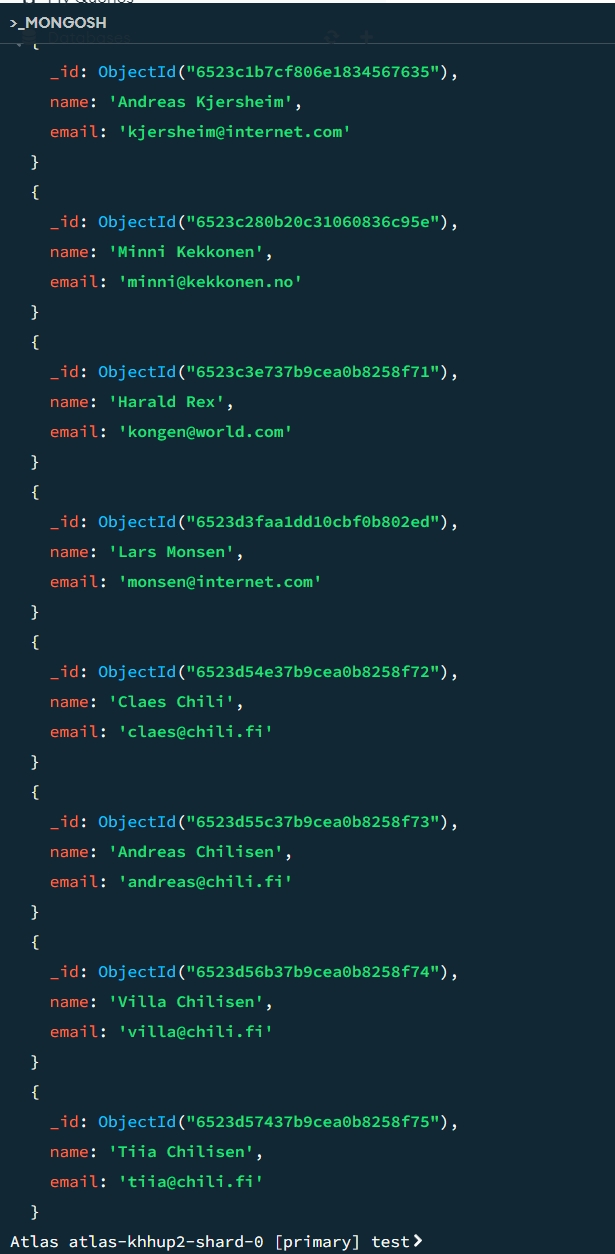 >_MONGOSH
{
_id: ObjectId("6523c1b7cf806e1834567635"),
name: 'Andreas Kjersheim',
email: 'kjersheim@internet.com'
}
{
_id: ObjectId("6523c280b20c31060836c95e"),
name: 'Minni Kekkonen',
email: 'minni@kekkonen.no'
}
{
_id: ObjectId("6523c3e737b9cea0b8258f71"),
name: 'Harald Rex',
email: 'kongen@world.com'
}
{
_id: ObjectId("6523d3faa1dd10cbf0b802ed"),
name: 'Lars Monsen',
email: 'monsen@internet.com'
}
{
_id: ObjectId("6523d54e37b9cea0b8258f72"),
name: 'Claes Chili',
email: 'claes@chili.fi'
}
{
_id: ObjectId("6523d55c37b9cea0b8258f73"),
name: 'Andreas Chilisen',
email: 'andreas@chili.fi'
}
{
_id: ObjectId("6523d56b37b9cea0b8258f74"),
name: 'Villa Chilisen',
email: 'villa@chili.fi'
}
{
_id: ObjectId("6523d57437b9cea0b8258f75"),
name: 'Tiia Chilisen',
email: 'tiia@chili.fi'
}
Atlas atlas-khhup2-shard-0 [primary] test>